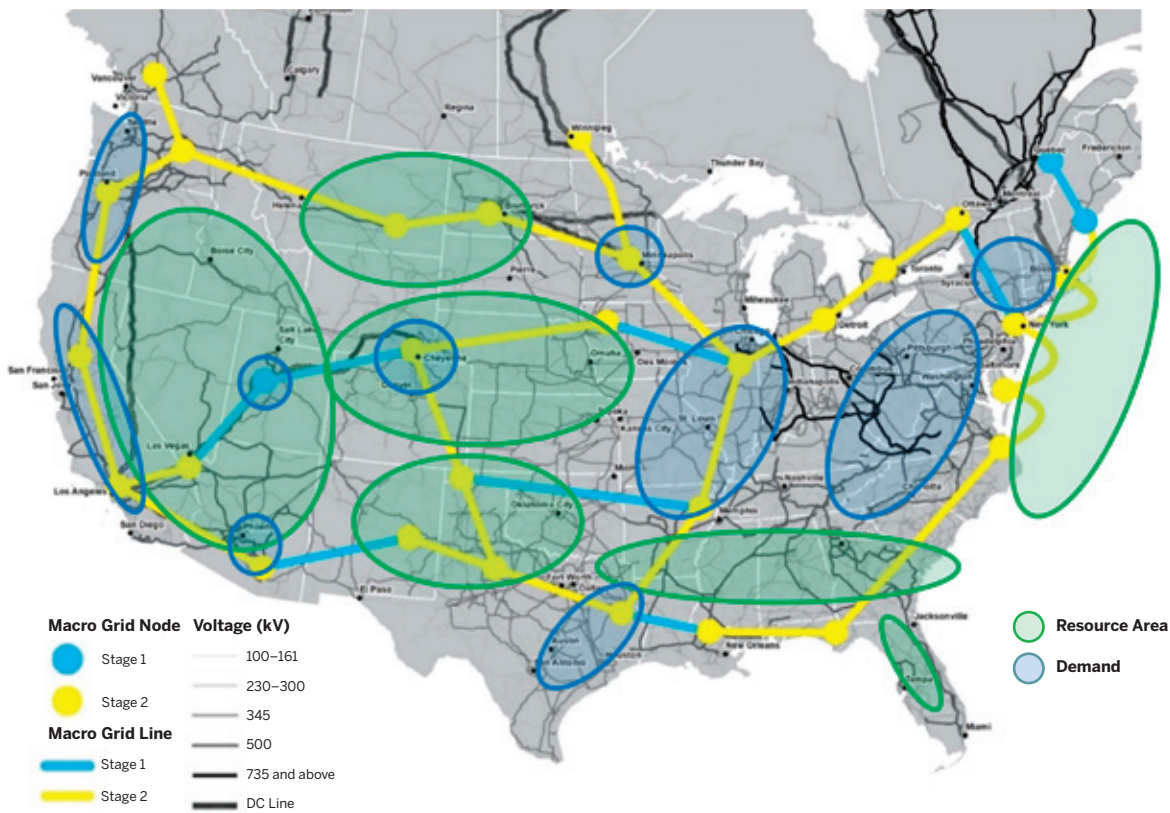 Vancouver
Victoria
Seattle
Portland
Calgary
Regina
Winnipeg
Thunder Bay
Quebec
Fredericton
Montreal
Ottawa
Toronto
Syracuse
Boston
New York
Helena
Bismarck
Minneapolis
Pierre
Boise City
Milwaukee
Detroit
Salt Lake
City
Cheyenne
Denver
Omaha
Des Moines
Indianapolis
Pittsburgh
Washington
San Francisco
San Jose
Las Vegas
Los Angeles
San Diego
Phoenix
St. Louis
Kansas City
Nashville
Charlotte
Memphis
Oklahoma City
El Paso
Fort Worth
Austin
San Antonio
Houston
New Orleans
Jacksonville
Tampa
Miami
Macro Grid Node
Stage 1
Stage 2
Macro Grid Line
Stage 1
Stage 2
Voltage (kV)
100–161
230–300
345
500
735 and above
DC Line
Resource Area
Demand